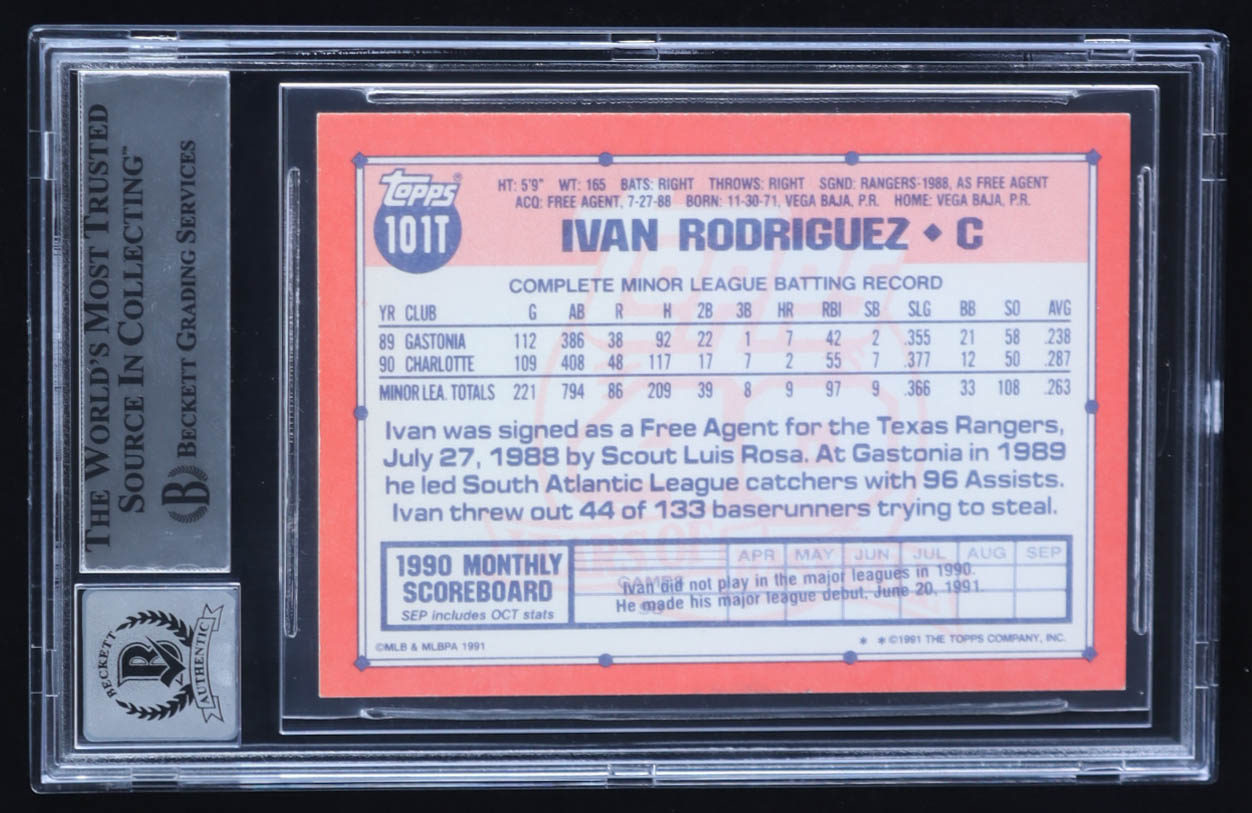 THE WORLD'S MOST TRUSTED
SOURCE IN COLLECTING™
B BECKETT GRADING SERVICES
BECKETT
B
AUTHENTIC
TOPPS®
101T
HT: 5'9" WT: 165 BATS: RIGHT THROWS: RIGHT SGND: RANGERS-1988, AS FREE AGENT
ACQ: FREE AGENT, 7-27-88 BORN: 11-30-71, VEGA BAJA, P.R. HOME: VEGA BAJA, P.R.
IVAN RODRIGUEZ ◆ C
COMPLETE MINOR LEAGUE BATTING RECORD
YR CLUB G AB R H 2B 3B HR RBI SB SLG BB SO AVG
89 GASTONIA 112 386 38 92 22 1 7 42 2 .355 21 58 .238
90 CHARLOTTE 109 408 48 117 17 7 2 55 7 .377 12 50 .287
MINOR LEA. TOTALS 221 794 86 209 39 8 9 97 9 .366 33 108 .263
Ivan was signed as a Free Agent for the Texas Rangers,
July 27, 1988 by Scout Luis Rosa. At Gastonia in 1989
he led South Atlantic League catchers with 96 Assists.
Ivan threw out 44 of 133 baserunners trying to steal.
1990 MONTHLY
SCOREBOARD
SEP includes OCT stats
APR MAY JUN JUL AUG SEP
GAMES
Ivan did not play in the major leagues in 1990.
He made his major league debut, June 20, 1991.
©MLB & MLBPA 1991
* * ©1991 THE TOPPS COMPANY, INC.